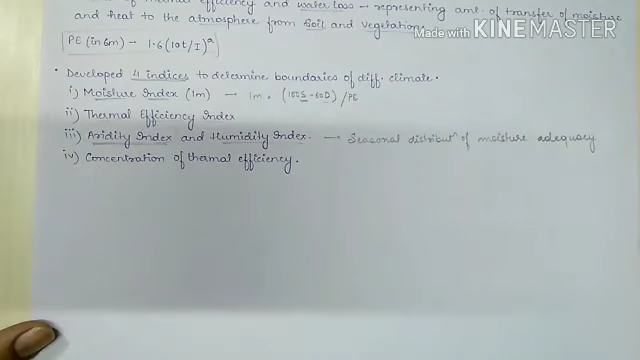 of thermal efficiency and water loss - representing amt. of transfer of moisture
and heat to the atmosphere from soil and vegetation.
PE (in cm) - 1.6(10t/I)ᵃ
• Developed 4 indices to determine boundaries of diff. climate.
i) Moisture Index (Im) → Im = (100S - 60D)/PE
ii) Thermal Efficiency Index
iii) Aridity Index and Humidity Index. → Seasonal distributⁿ of moisture adequacy
iv) Concentration of thermal efficiency.
Made with KINEMASTER